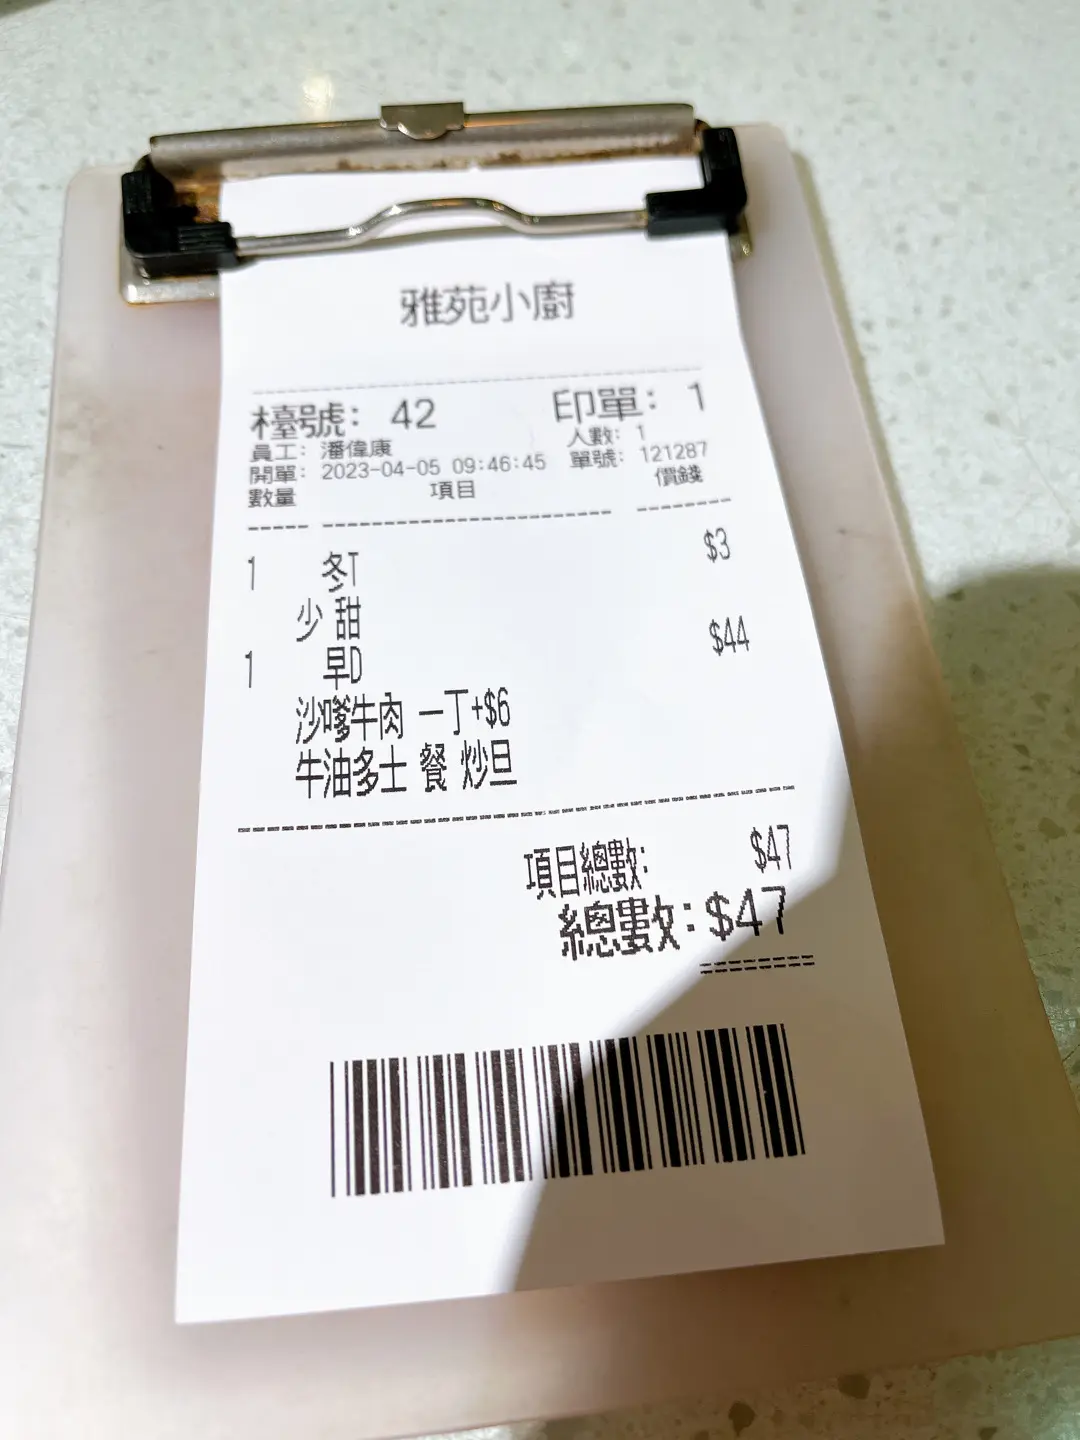 雅苑小廚
檯號: 42 印單: 1
員工: 潘偉康 人數: 1
開單: 2023-04-05 09:46:45 單號: 121287
數量 項目 價錢
1 冬T $3
少 甜
1 早D $44
沙嗲牛肉 一丁+$6
牛油多士 餐 炒旦
項目總數: $47
總數: $47